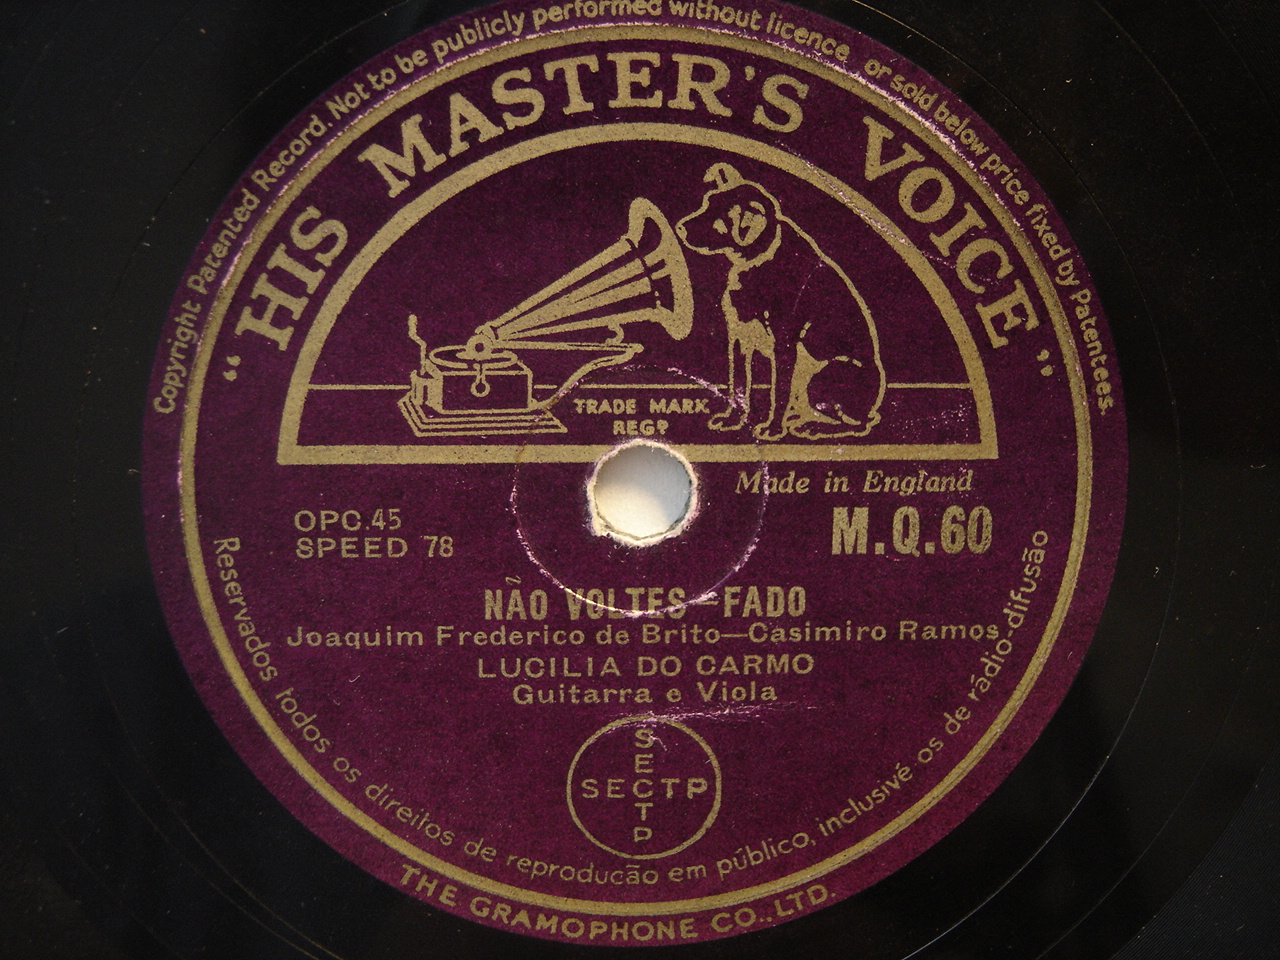 Copyright Patented Record. Not to be publicly performed without licence or sold below price fixed by Patentees.
“HIS MASTER'S VOICE”
TRADE MARK
REGD
Made in England
OPC.45
M.Q.60
SPEED 78
NÃO VOLTES—FADO
Joaquim Frederico de Brito—Casimiro Ramos
LUCILIA DO CARMO
Guitarra e Viola
SECTP
SECTP
Reservados todos os direitos de reproducão em público, inclusivé os de rádio-difusão
THE GRAMOPHONE CO., LTD.